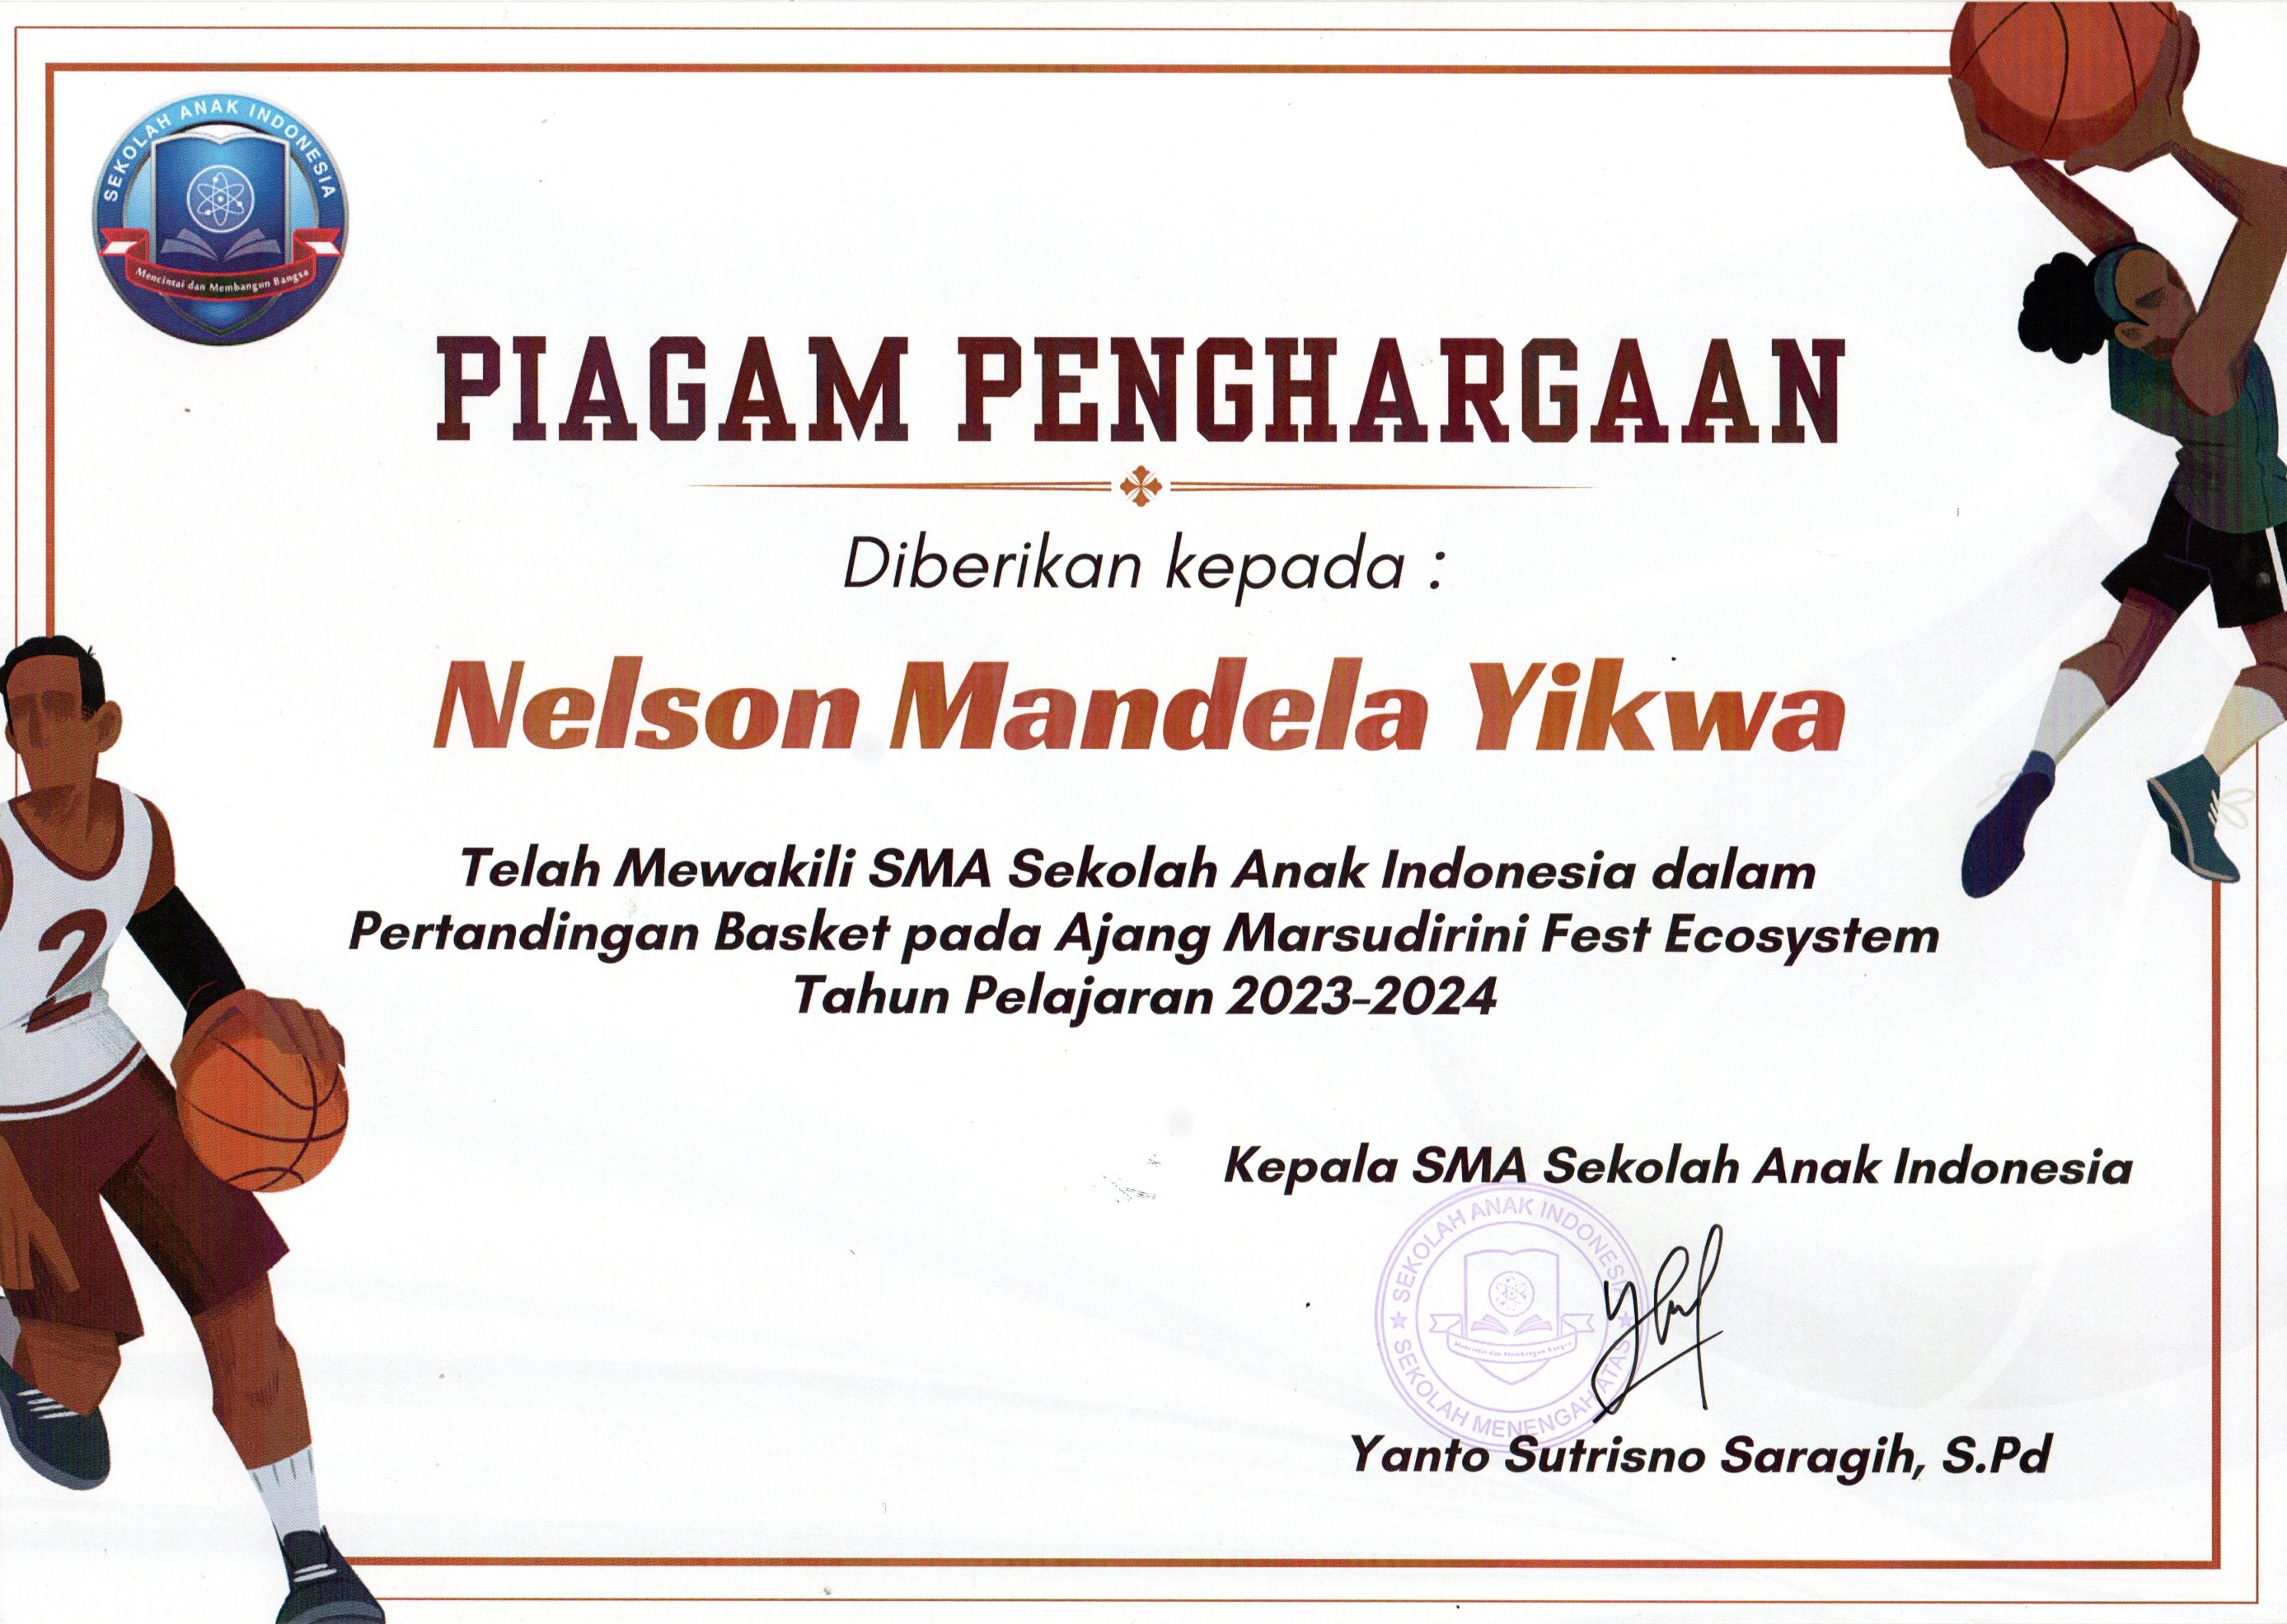 SEKOLAH ANAK INDONESIA
Mencintai dan Membangun Bangsa
PIAGAM PENGHARGAAN
Diberikan kepada :
Nelson Mandela Yikwa
Telah Mewakili SMA Sekolah Anak Indonesia dalam
Pertandingan Basket pada Ajang Marsudirini Fest Ecosystem
Tahun Pelajaran 2023-2024
2
Kepala SMA Sekolah Anak Indonesia
SEKOLAH ANAK INDONESIA
Mencintai dan Membangun Bangsa
SEKOLAH MENENGAH ATAS
Yanto Sutrisno Saragih, S.Pd